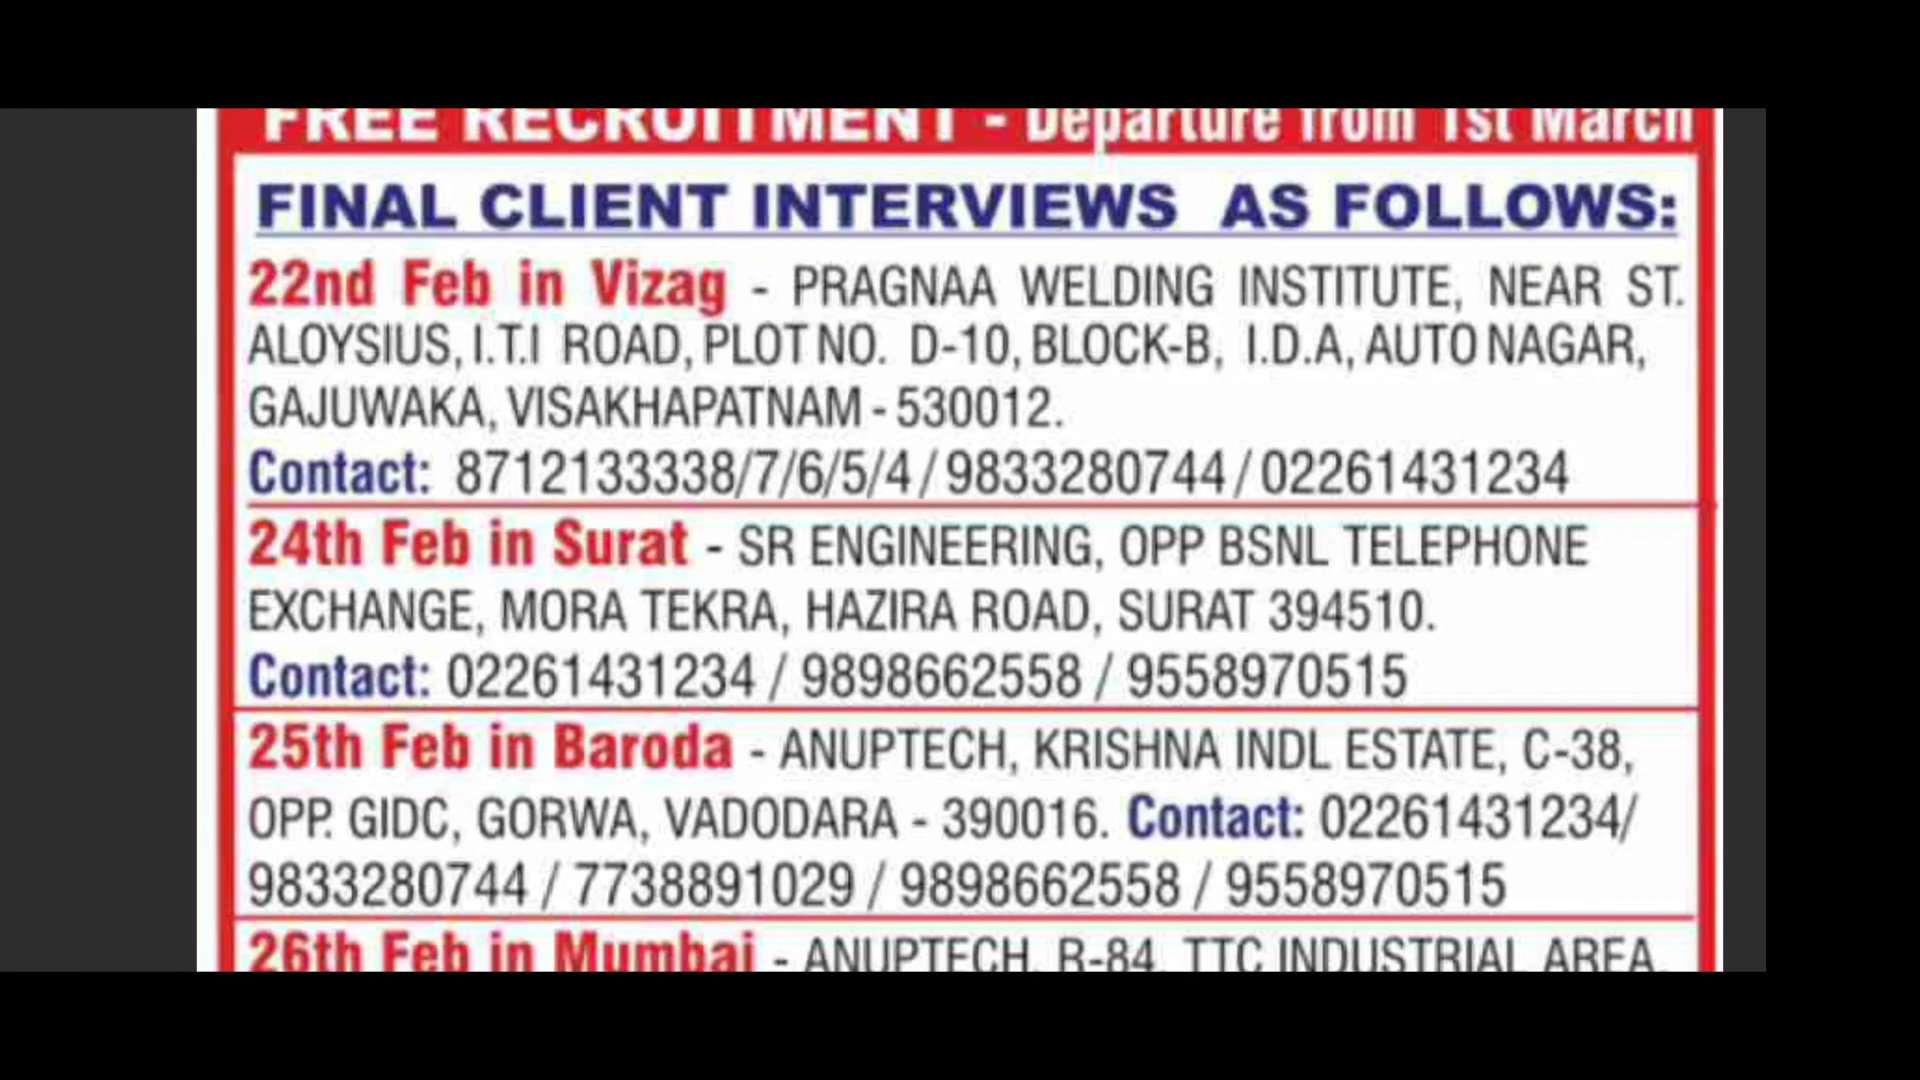 FREE RECRUITMENT - Departure from 1st March
FINAL CLIENT INTERVIEWS AS FOLLOWS:
22nd Feb in Vizag - PRAGNAA WELDING INSTITUTE, NEAR ST.
ALOYSIUS, I.T.I ROAD, PLOT NO. D-10, BLOCK-B, I.D.A, AUTO NAGAR,
GAJUWAKA, VISAKHAPATNAM - 530012.
Contact: 8712133338/7/6/5/4 / 9833280744 / 02261431234
24th Feb in Surat - SR ENGINEERING, OPP BSNL TELEPHONE
EXCHANGE, MORA TEKRA, HAZIRA ROAD, SURAT 394510.
Contact: 02261431234 / 9898662558 / 9558970515
25th Feb in Baroda - ANUPTECH, KRISHNA INDL ESTATE, C-38,
OPP. GIDC, GORWA, VADODARA - 390016. Contact: 02261431234/
9833280744 / 7738891029 / 9898662558 / 9558970515
26th Feb in Mumbai - ANUPTECH, R-84, TTC INDUSTRIAL AREA,